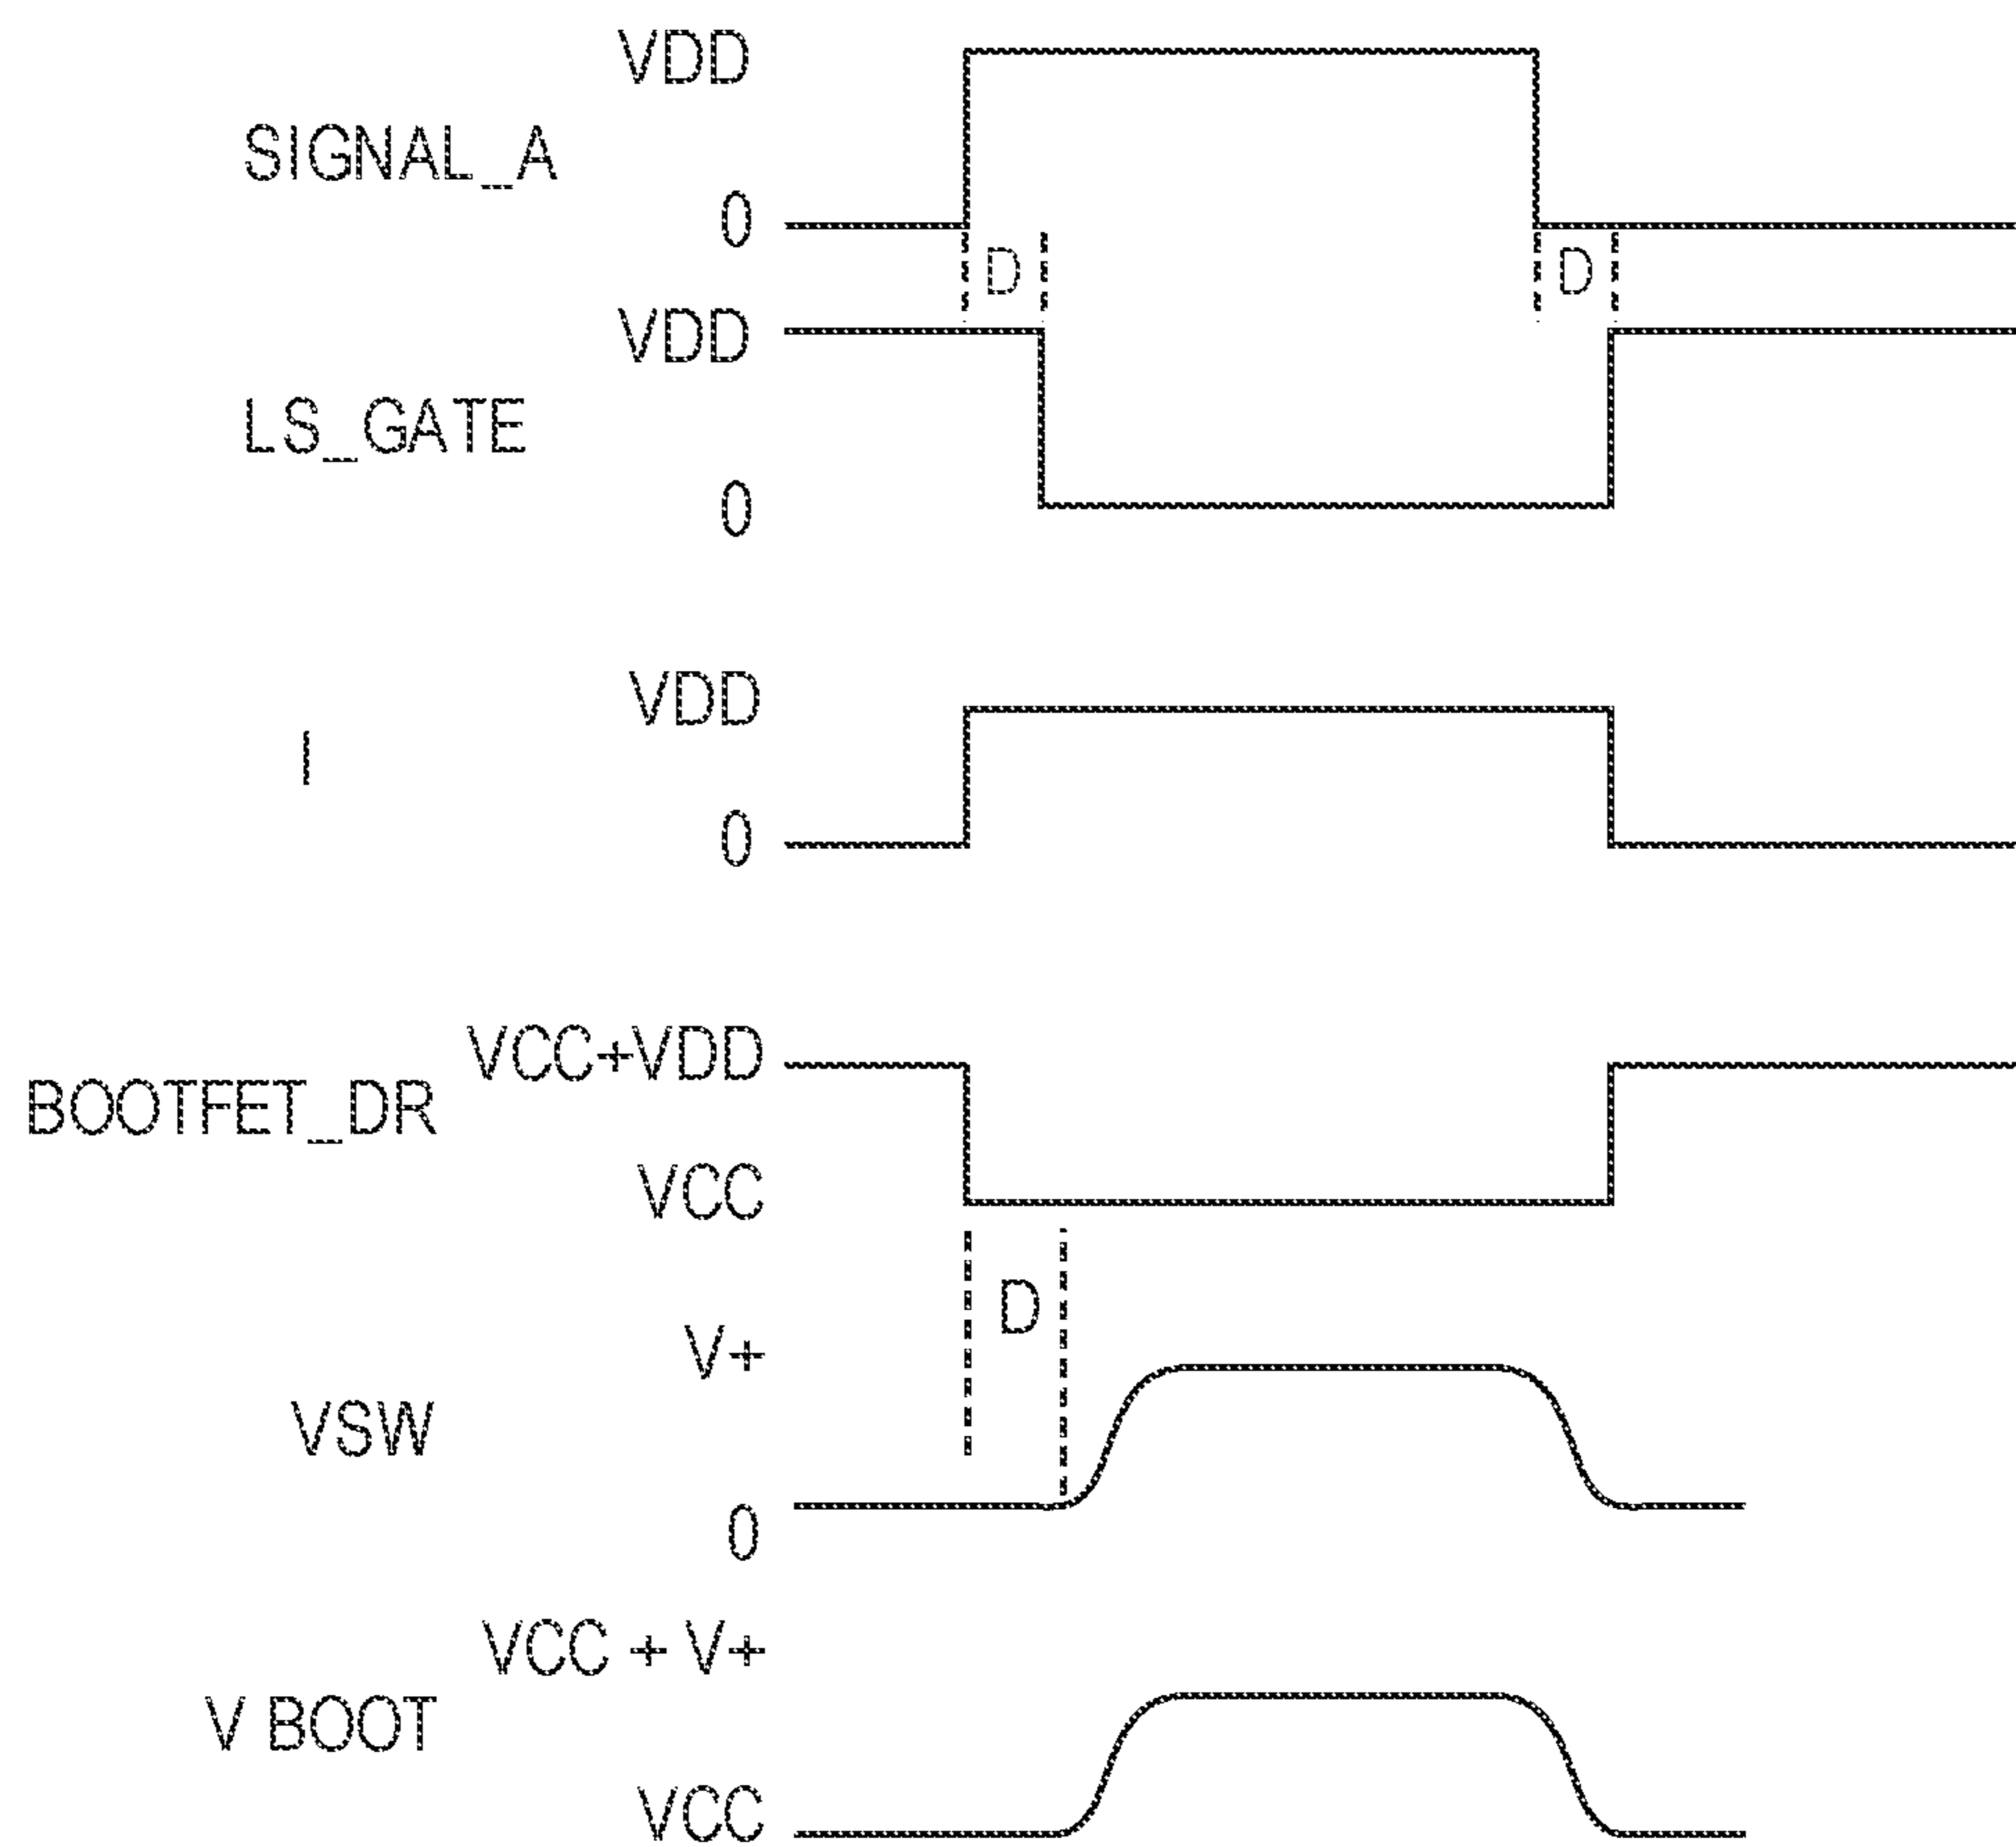 VDD
SIGNAL_A
0
D D
VDD
LS_GATE
0
VDD
I
0
VCC+VDD
BOOTFET_DR
VCC
D
V+
VSW
0
VCC + V+
V BOOT
VCC